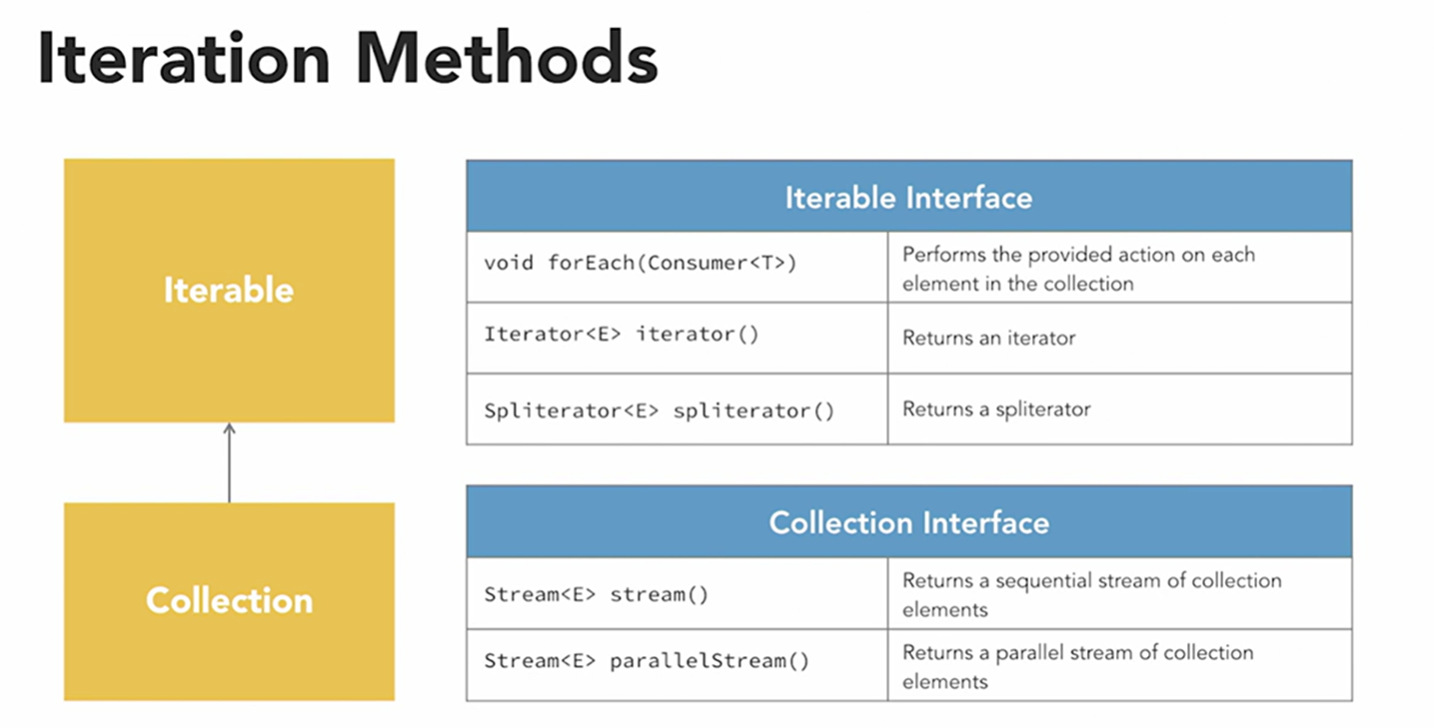 Iteration Methods
Iterable
Collection
Iterable Interface
void forEach(Consumer<T>)
Performs the provided action on each
element in the collection
Iterator<E> iterator()
Returns an iterator
Spliterator<E> spliterator()
Returns a spliterator
Collection Interface
Stream<E> stream()
Returns a sequential stream of collection
elements
Stream<E> parallelStream()
Returns a parallel stream of collection
elements